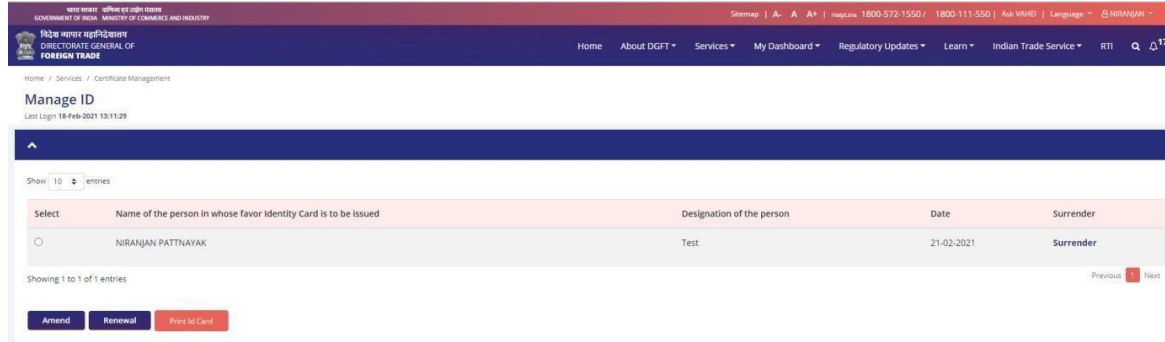 भारत सरकार वाणिज्य एवं उद्योग मंत्रालय
GOVERNMENT OF INDIA MINISTRY OF COMMERCE AND INDUSTRY
Sitemap | A- A A+ | HelpLine 1800-572-1550 / 1800-111-550 | Ask VAHEI | Language NIRANJAN
विदेश व्यापार महानिदेशालय
DIRECTORATE GENERAL OF
FOREIGN TRADE
Home About DGFT Services My Dashboard Regulatory Updates Learn Indian Trade Service RTI
Home / Services / Certificate Management
Manage ID
Last Login 18-Feb-2021 13:11:29
Show 10 entries
Select Name of the person in whose favor Identity Card is to be issued Designation of the person Date Surrender
NIRANJAN PATTNAYAK Test 21-02-2021 Surrender
Showing 1 to 1 of 1 entries
Previous 1 Next
Amend Renewal Print Id Card